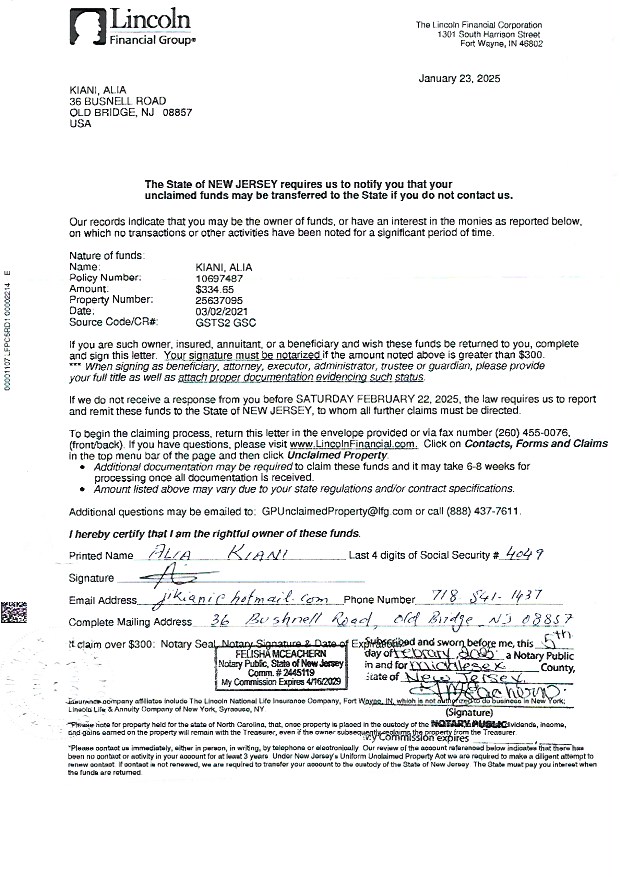 Lincoln
Financial Group®
The Lincoln Financial Corporation
1301 South Harrison Street
Fort Wayne, IN 46802
January 23, 2025
KIANI, ALIA
36 BUSNELL ROAD
OLD BRIDGE, NJ 08857
USA
The State of NEW JERSEY requires us to notify you that your
unclaimed funds may be transferred to the State if you do not contact us.
Our records indicate that you may be the owner of funds, or have an interest in the monies as reported below,
on which no transactions or other activities have been noted for a significant period of time.
Nature of funds:
Name: KIANI, ALIA
Policy Number: 10697487
Amount: $334.65
Property Number: 25637095
Date: 03/02/2021
Source Code/CR#: GSTS2 GSC
If you are such owner, insured, annuitant, or a beneficiary and wish these funds be returned to you, complete
and sign this letter. Your signature must be notarized if the amount noted above is greater than $300.
*** When signing as beneficiary, attorney, executor, administrator, trustee or guardian, please provide
your full title as well as attach proper documentation evidencing such status.
If we do not receive a response from you before SATURDAY FEBRUARY 22, 2025, the law requires us to report
and remit these funds to the State of NEW JERSEY, to whom all further claims must be directed.
To begin the claiming process, return this letter in the envelope provided or via fax number (260) 455-0076,
(front/back). If you have questions, please visit www.LincolnFinancial.com. Click on Contacts, Forms and Claims
in the top menu bar of the page and then click Unclaimed Property.
• Additional documentation may be required to claim these funds and it may take 6-8 weeks for
processing once all documentation is received.
• Amount listed above may vary due to your state regulations and/or contract specifications.
Additional questions may be emailed to: GPUnclaimedProperty@lfg.com or call (888) 437-7611.
I hereby certify that I am the rightful owner of these funds.
Printed Name ALIA KIANI Last 4 digits of Social Security # 4049
Signature
Email Address jikiani@hotmail.com Phone Number 718 541-1437
Complete Mailing Address 36 Bushnell Road, Old Bridge NJ 08857
If claim over $300: Notary Seal, Notary Signature & Date of
Subscribed and sworn before me, this 5th
day of Febrary, 2025 a Notary Public
in and for Middlesex County,
State of New Jersey
(Signature)
NOTARY PUBLIC
My Commission expires
FELISHA MCEACHERN
Notary Public, State of New Jersey
Comm. # 2445119
My Commission Expires 4/16/2029
Insurance company affiliates include The Lincoln National Life Insurance Company, Fort Wayne, IN, which is not authorized to do business in New York;
Lincoln Life & Annuity Company of New York, Syracuse, NY
*Please note for property held for the state of North Carolina, that, once property is placed in the custody of the dividends, income,
and gains earned on the property will remain with the Treasurer, even if the owner subsequently reclaims the property from the Treasurer
*Please contact us immediately, either in person, in writing, by telephone or electronically Our review of the account referenced below indicates that there has
been no contact or activity in your account for at least 3 years Under New Jersey's Uniform Unclaimed Property Act we are required to make a diligent attempt to
renew contact If contact is not renewed, we are required to transfer your account to the custody of the State of New Jersey The State must pay you interest when
the funds are returned.
00001107 LFPCSRD1 00002214 E